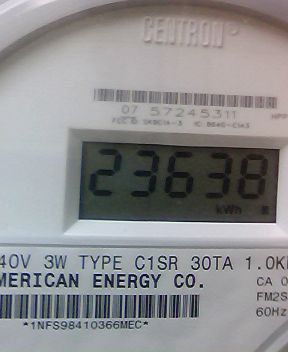 CENTRON
07 57245311
23638
kWh
40V 3W TYPE C1SR 30TA 1.0K
MERICAN ENERGY CO.
CA 0
FM2S
60Hz
*1NFS98410366MEC*